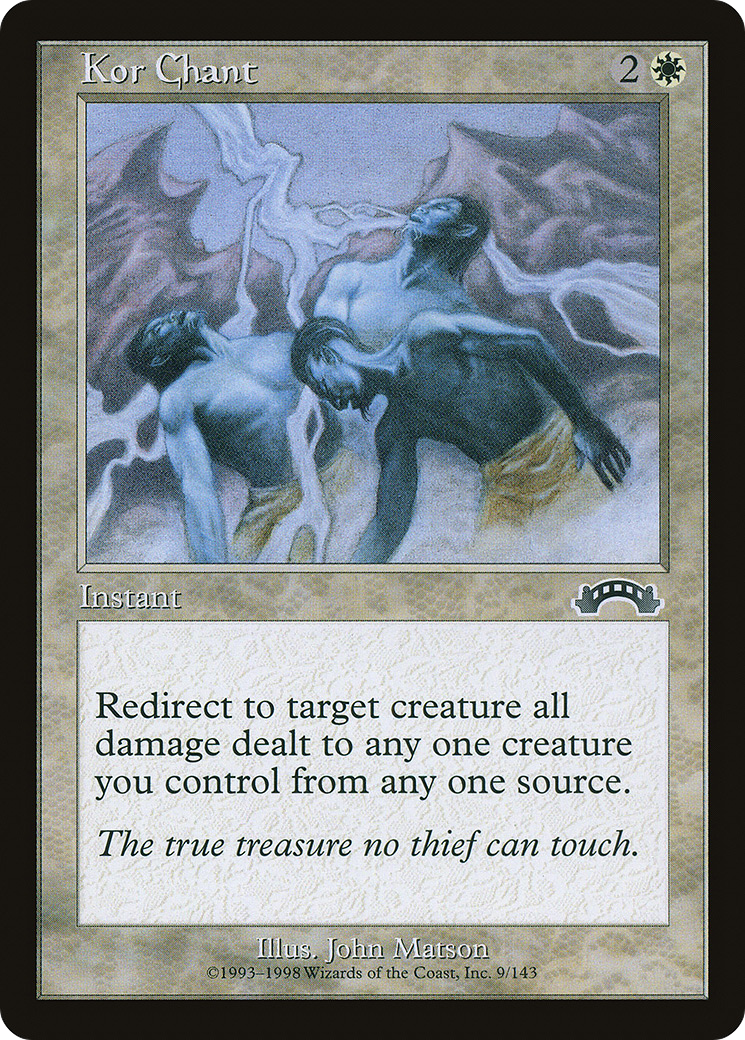 Kor Chant
2
Instant
Redirect to target creature all
damage dealt to any one creature
you control from any one source.
The true treasure no thief can touch.
Illus. John Matson
©1993–1998 Wizards of the Coast, Inc. 9/143